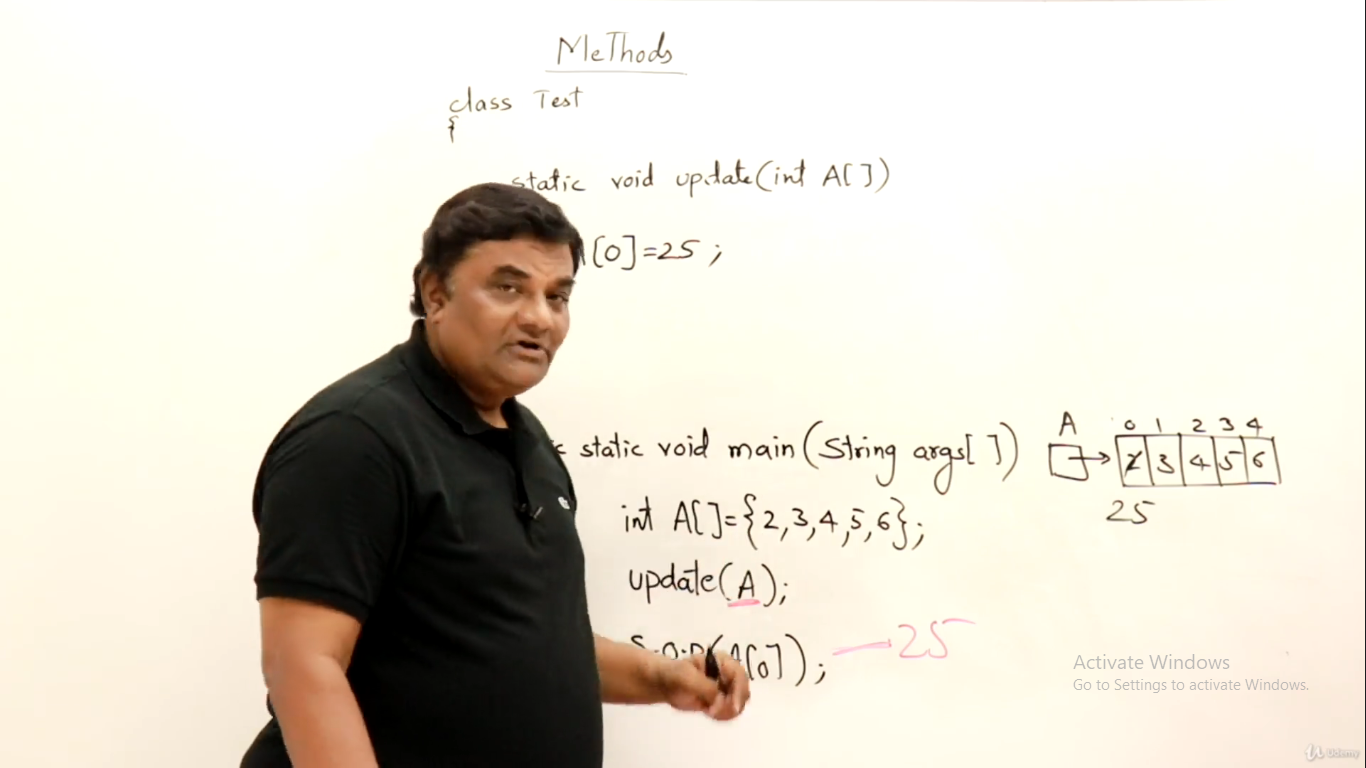 MeThods
class Test
{
static void update(int A[])
[0]=25;
static void main(String args[])
A
0 1 2 3 4
2 3 4 5 6
25
int A[]={2,3,4,5,6};
update(A);
S.O.P(A[0]); — 25
Activate Windows
Go to Settings to activate Windows.
Udemy